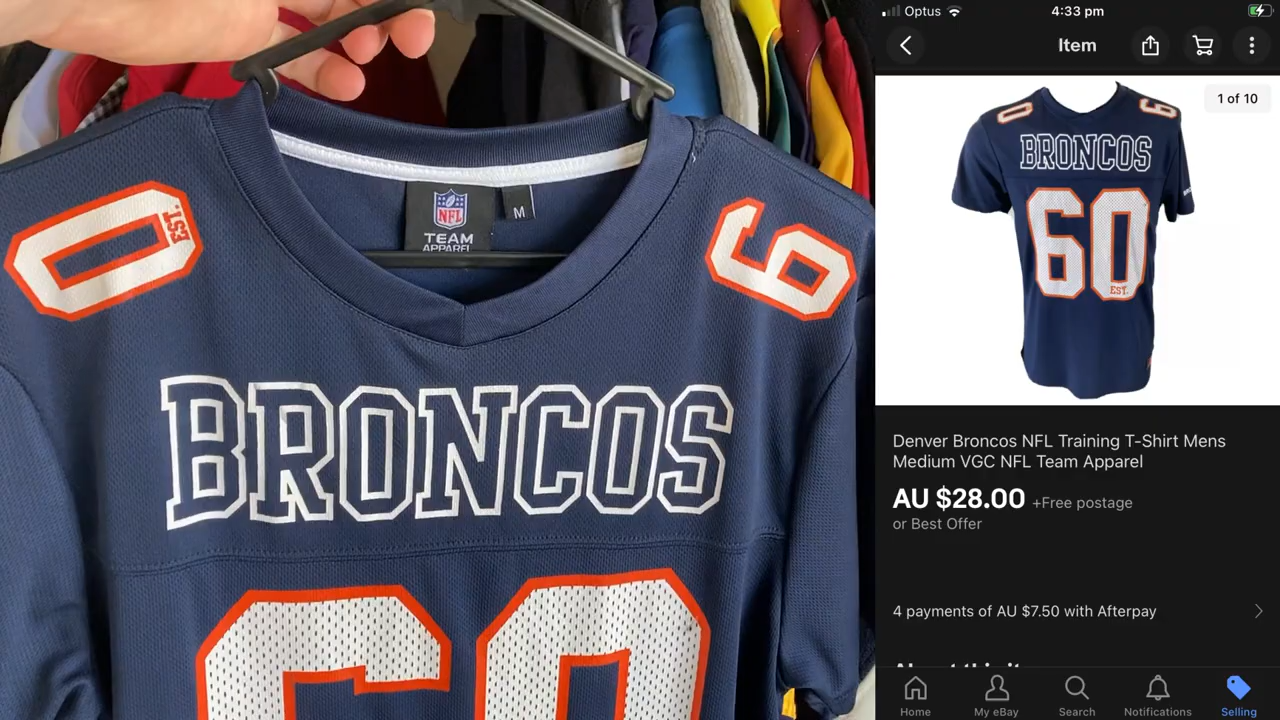 0
EST.
6
NFL
TEAM
APPAREL
M
BRONCOS
60
Optus
4:33 pm
Item
1 of 10
0
6
BRONCOS
60
EST.
Denver Broncos NFL Training T-Shirt Mens
Medium VGC NFL Team Apparel
AU $28.00 +Free postage
or Best Offer
4 payments of AU $7.50 with Afterpay
Home
My eBay
Search
Notifications
Selling